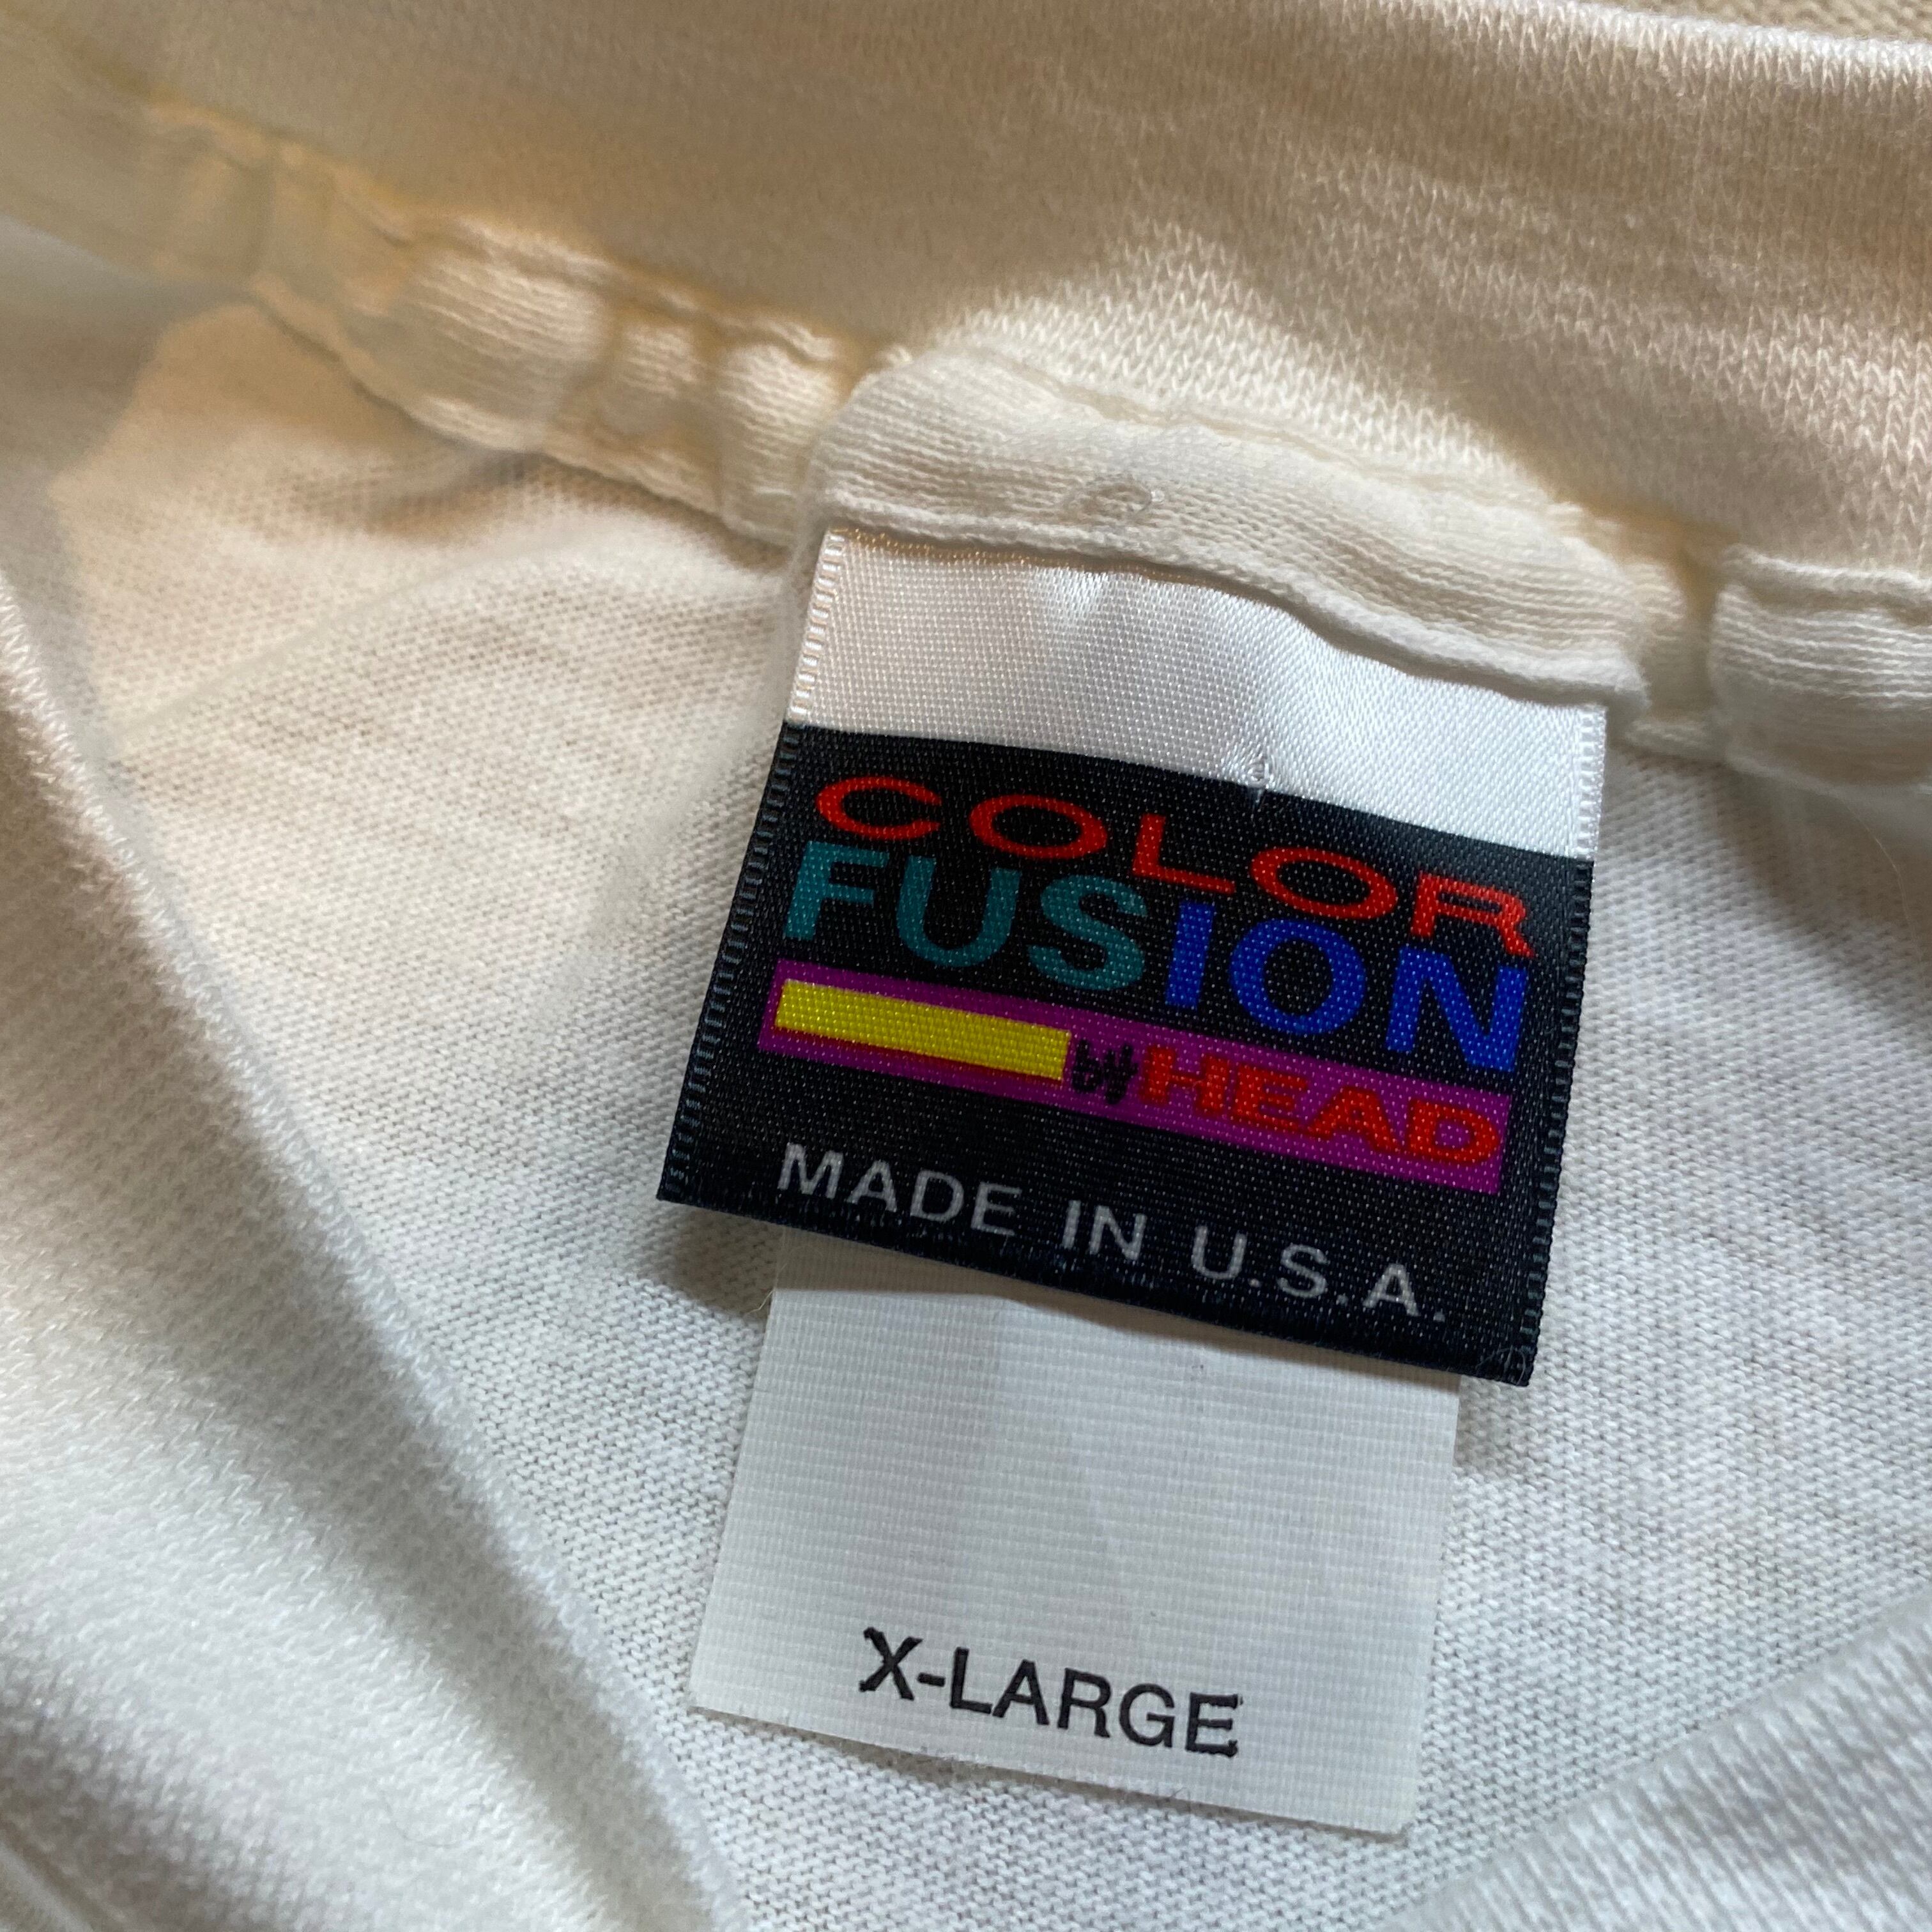 COLOR
FUSION
by HEAD
MADE IN U.S.A.
X-LARGE